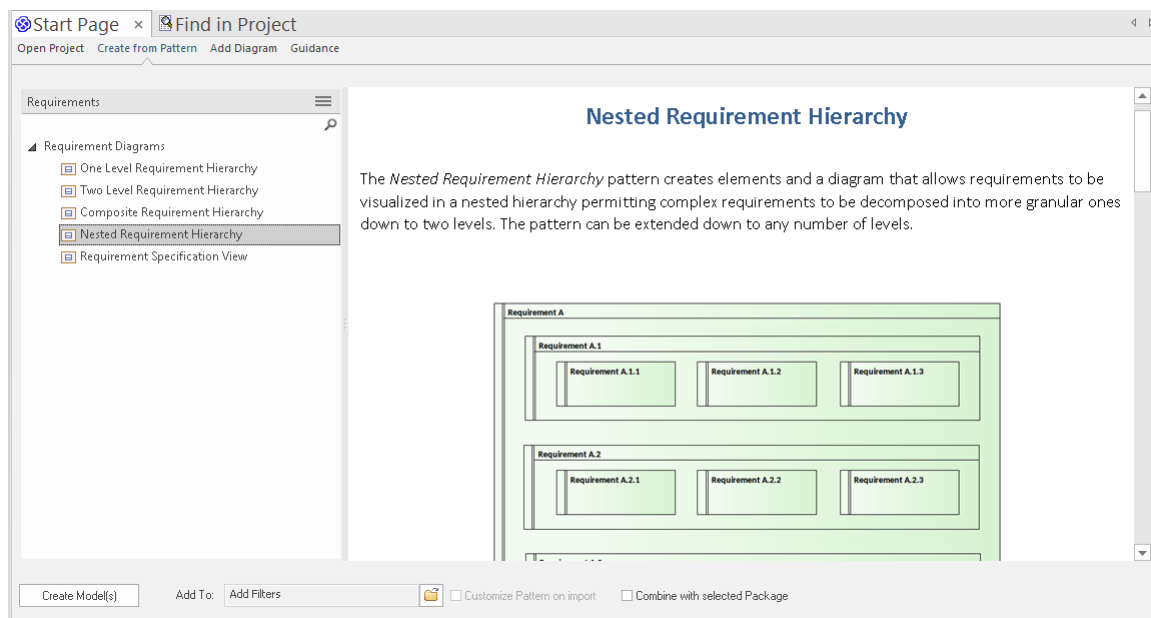 Start Page × Find in Project
Open Project Create from Pattern Add Diagram Guidance
Requirements
Requirement Diagrams
One Level Requirement Hierarchy
Two Level Requirement Hierarchy
Composite Requirement Hierarchy
Nested Requirement Hierarchy
Requirement Specification View
Nested Requirement Hierarchy
The Nested Requirement Hierarchy pattern creates elements and a diagram that allows requirements to be
visualized in a nested hierarchy permitting complex requirements to be decomposed into more granular ones
down to two levels. The pattern can be extended down to any number of levels.
Requirement A
Requirement A.1
Requirement A.1.1 Requirement A.1.2 Requirement A.1.3
Requirement A.2
Requirement A.2.1 Requirement A.2.2 Requirement A.2.3
Create Model(s) Add To: Add Filters Customize Pattern on import Combine with selected Package